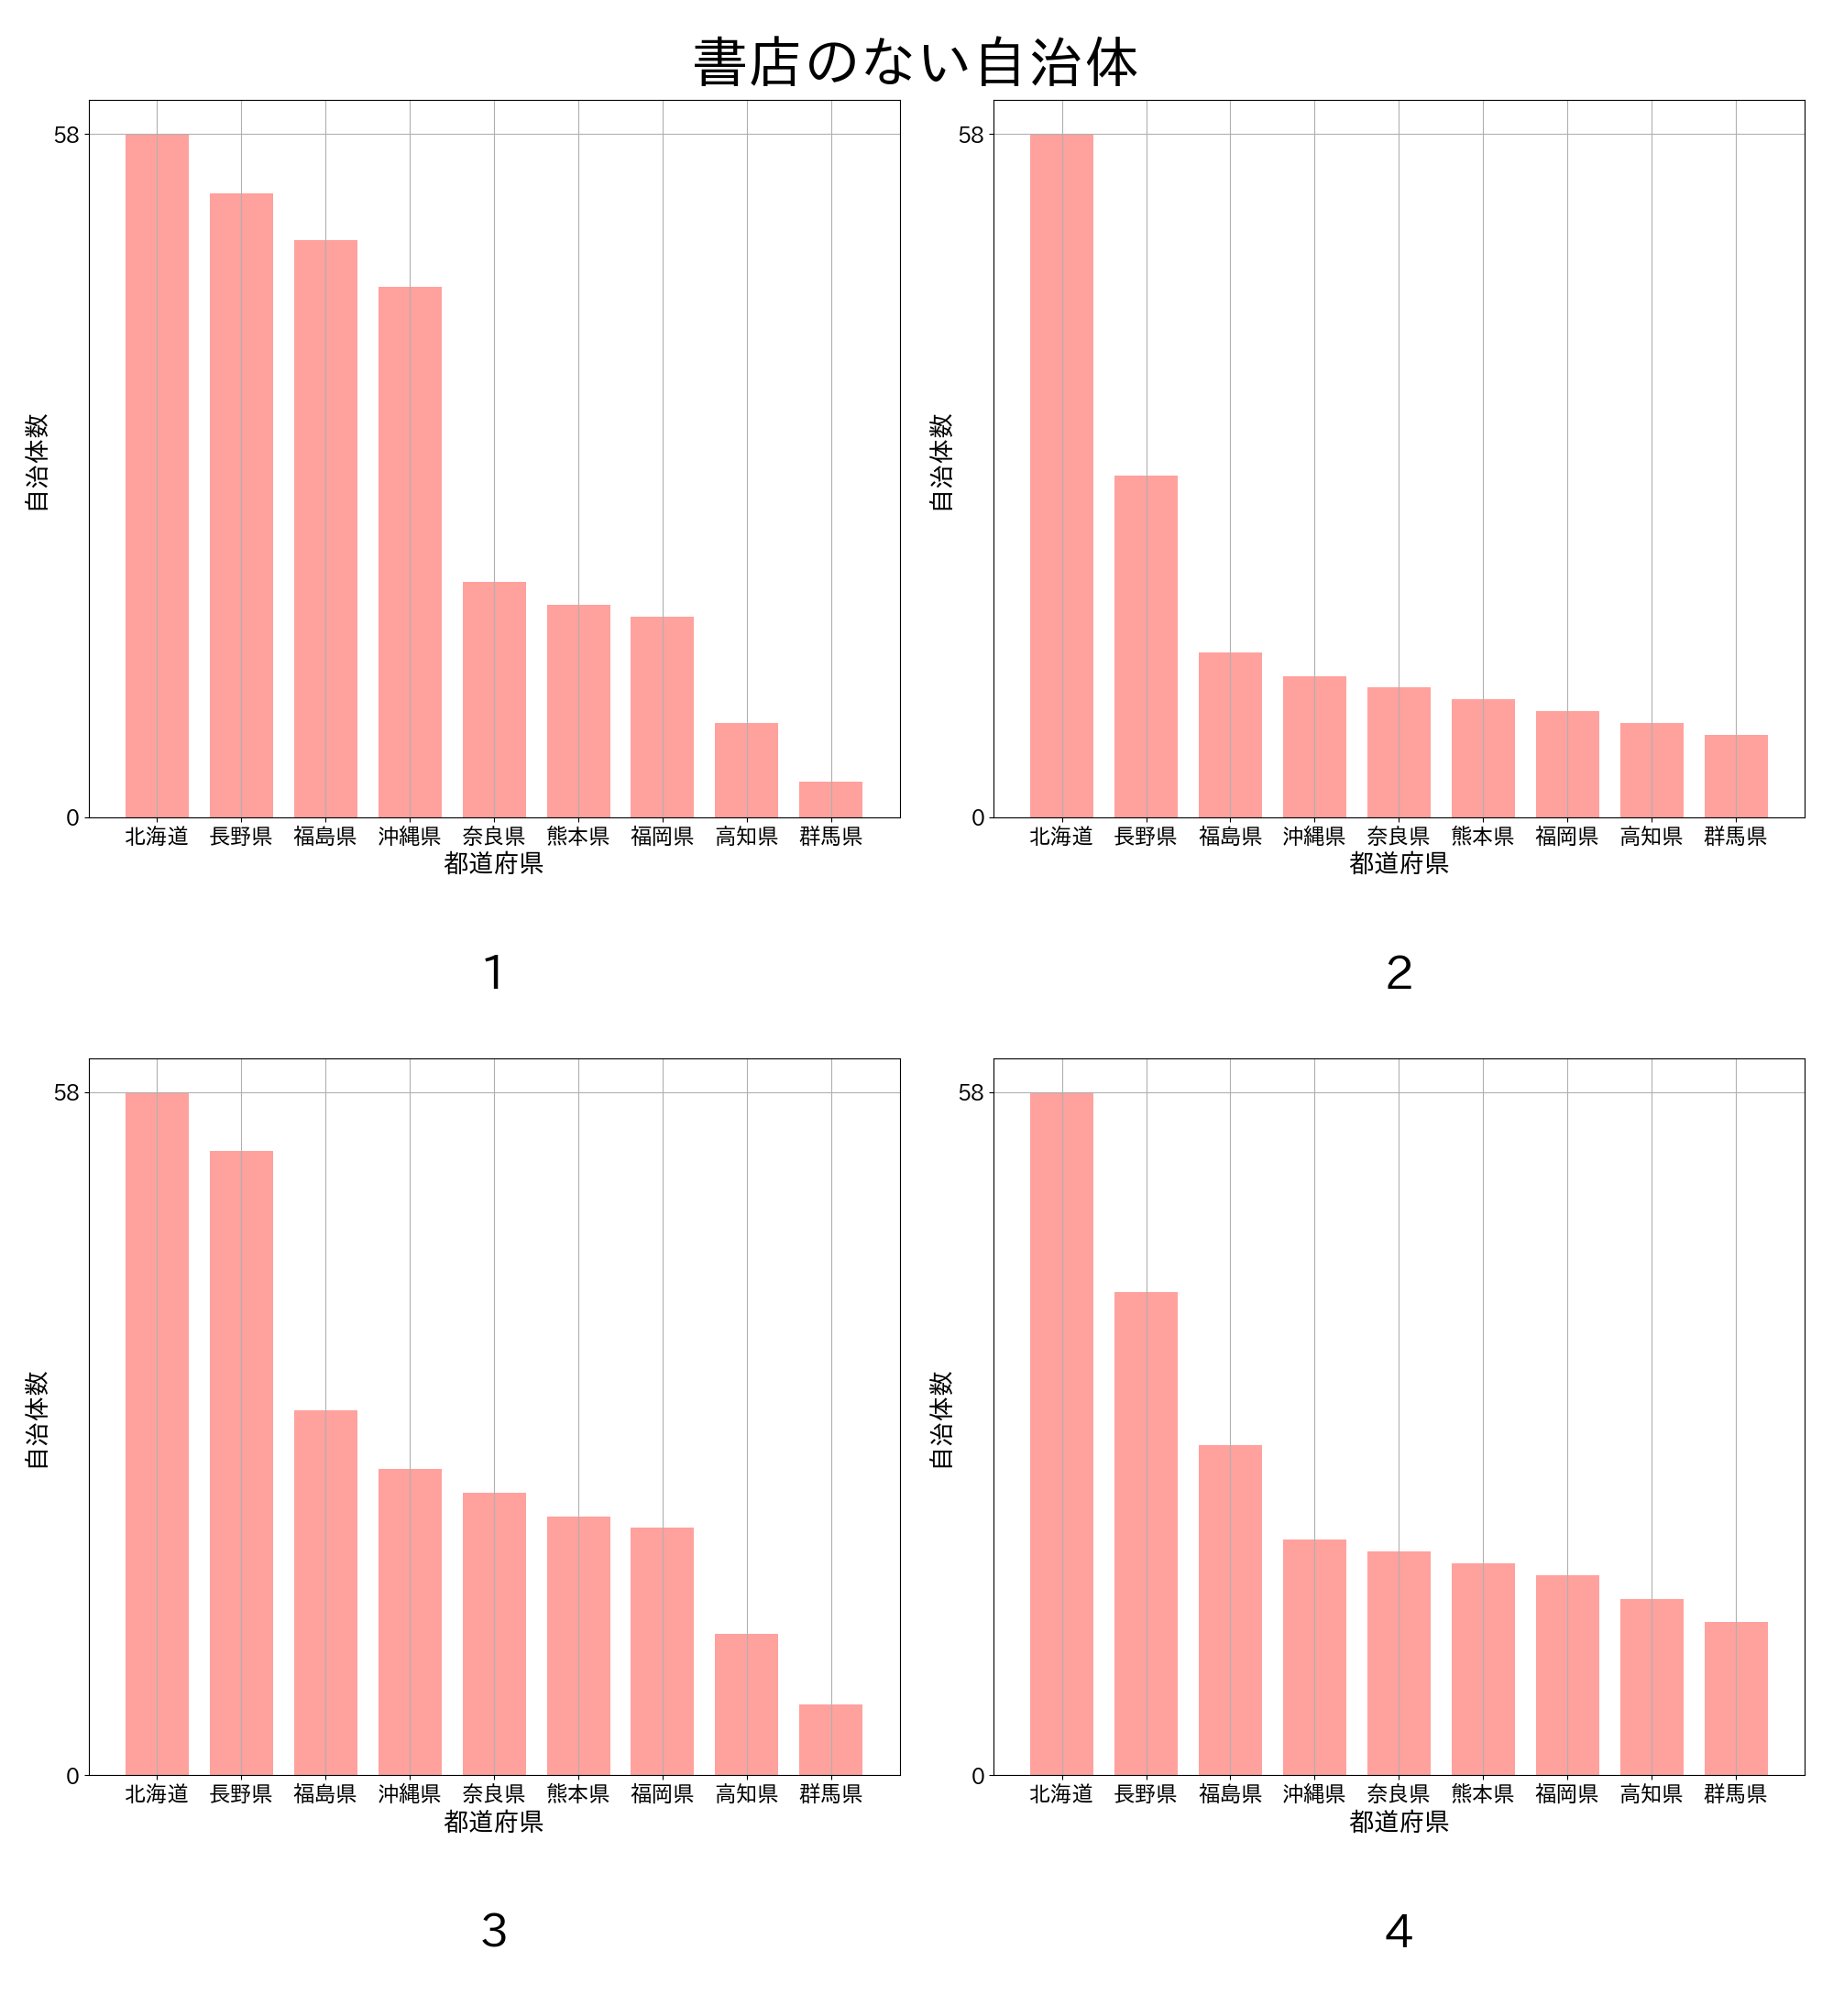 書店のない自治体
58
0
自治体数
北海道 長野県 福島県 沖縄県 奈良県 熊本県 福岡県 高知県 群馬県
都道府県
1
58
0
自治体数
北海道 長野県 福島県 沖縄県 奈良県 熊本県 福岡県 高知県 群馬県
都道府県
2
58
0
自治体数
北海道 長野県 福島県 沖縄県 奈良県 熊本県 福岡県 高知県 群馬県
都道府県
3
58
0
自治体数
北海道 長野県 福島県 沖縄県 奈良県 熊本県 福岡県 高知県 群馬県
都道府県
4